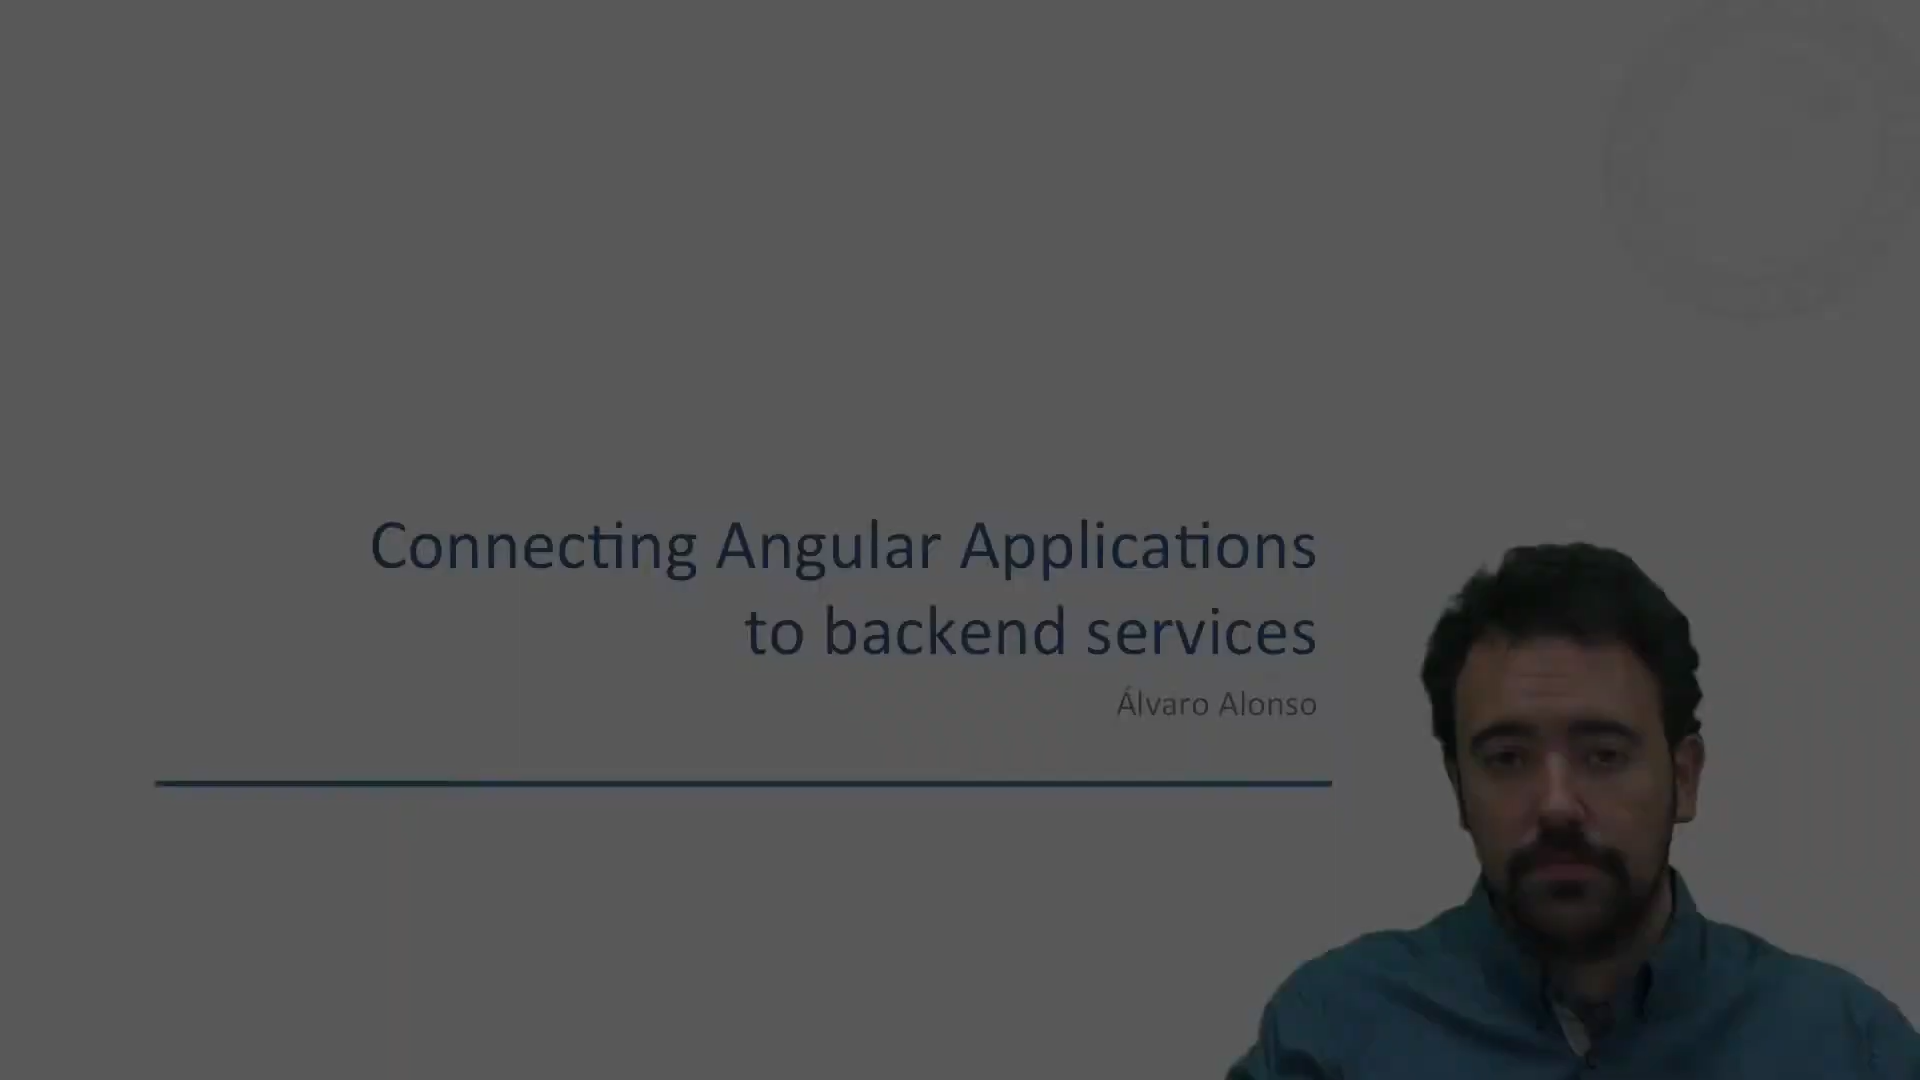 Connecting Angular Applications
to backend services
Álvaro Alonso